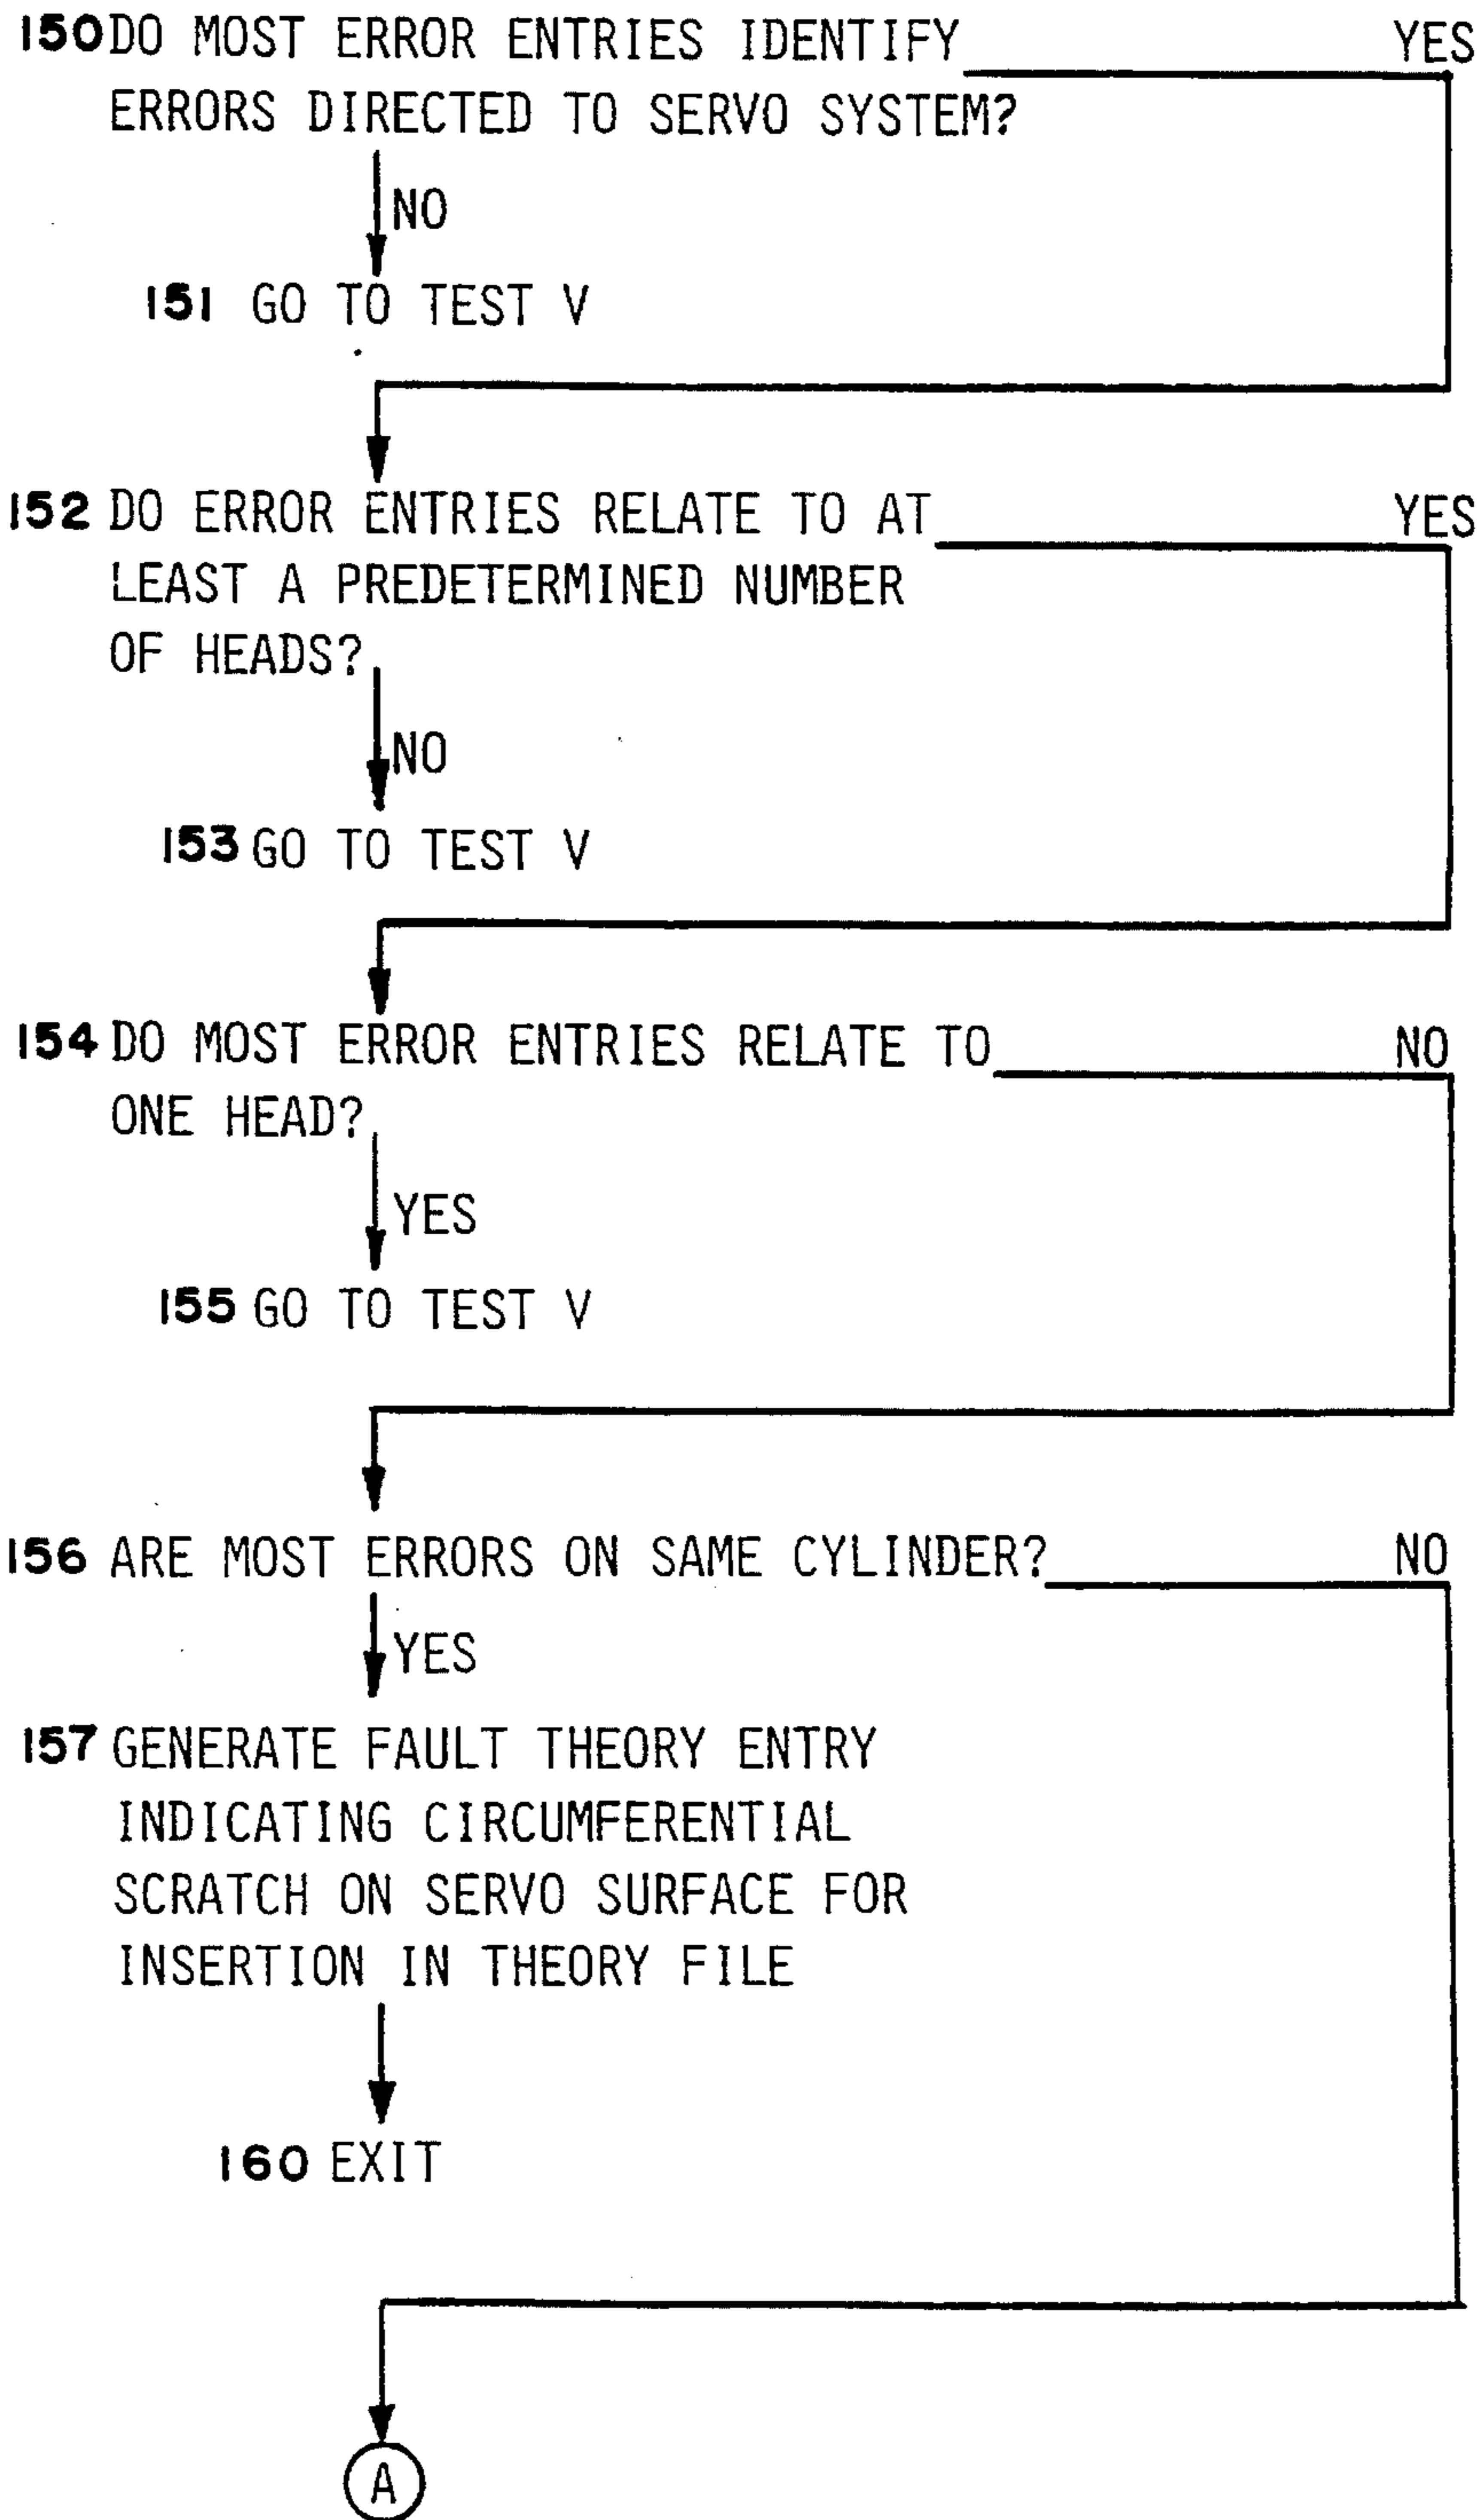 150 DO MOST ERROR ENTRIES IDENTIFY YES
ERRORS DIRECTED TO SERVO SYSTEM?
NO
151 GO TO TEST V
152 DO ERROR ENTRIES RELATE TO AT YES
LEAST A PREDETERMINED NUMBER
OF HEADS?
NO
153 GO TO TEST V
154 DO MOST ERROR ENTRIES RELATE TO NO
ONE HEAD?
YES
155 GO TO TEST V
156 ARE MOST ERRORS ON SAME CYLINDER? NO
YES
157 GENERATE FAULT THEORY ENTRY
INDICATING CIRCUMFERENTIAL
SCRATCH ON SERVO SURFACE FOR
INSERTION IN THEORY FILE
160 EXIT
A